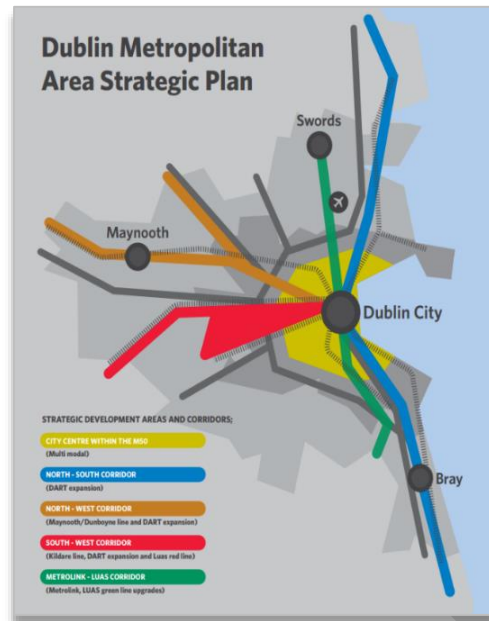 Dublin Metropolitan
Area Strategic Plan
Swords
Maynooth
Dublin City
Bray
STRATEGIC DEVELOPMENT AREAS AND CORRIDORS;
CITY CENTRE WITHIN THE M50
(Multi modal)
NORTH - SOUTH CORRIDOR
(DART expansion)
NORTH - WEST CORRIDOR
(Maynooth/Dunboyne line and DART expansion)
SOUTH - WEST CORRIDOR
(Kildare line, DART expansion and Luas red line)
METROLINK - LUAS CORRIDOR
(Metrolink, LUAS green line upgrades)